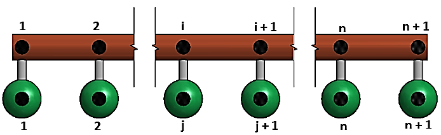 1 2 i i + 1 n n + 1
1 2 j j + 1 n n + 1